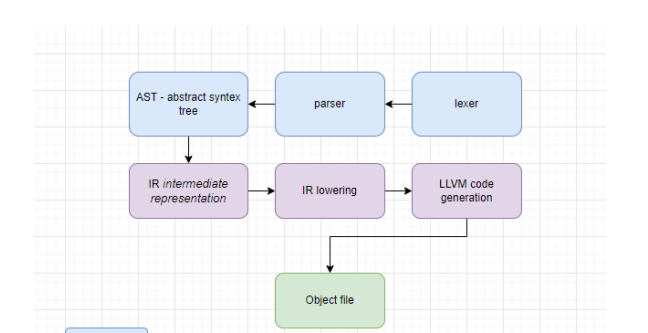 AST - abstract syntex
tree
parser
lexer
IR intermediate
representation
IR lowering
LLVM code
generation
Object file